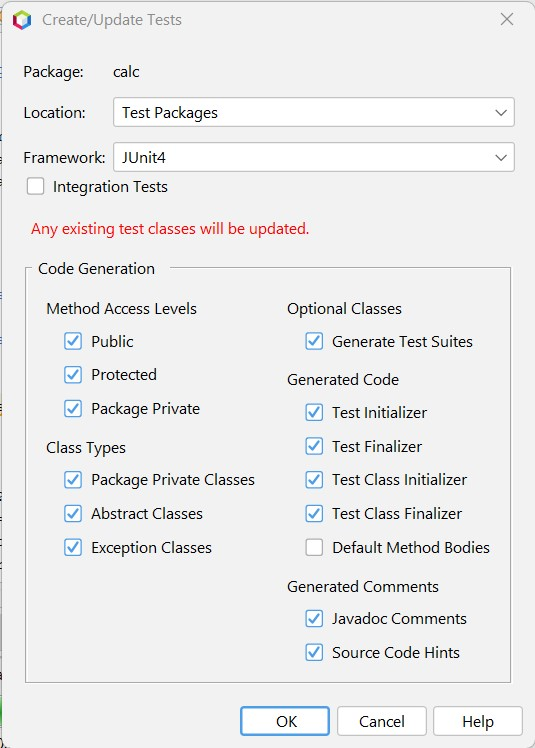 Create/Update Tests
Package: calc
Location: Test Packages
Framework: JUnit4
Integration Tests
Any existing test classes will be updated.
Code Generation
Method Access Levels
Public
Protected
Package Private
Class Types
Package Private Classes
Abstract Classes
Exception Classes
Optional Classes
Generate Test Suites
Generated Code
Test Initializer
Test Finalizer
Test Class Initializer
Test Class Finalizer
Default Method Bodies
Generated Comments
Javadoc Comments
Source Code Hints
OK Cancel Help